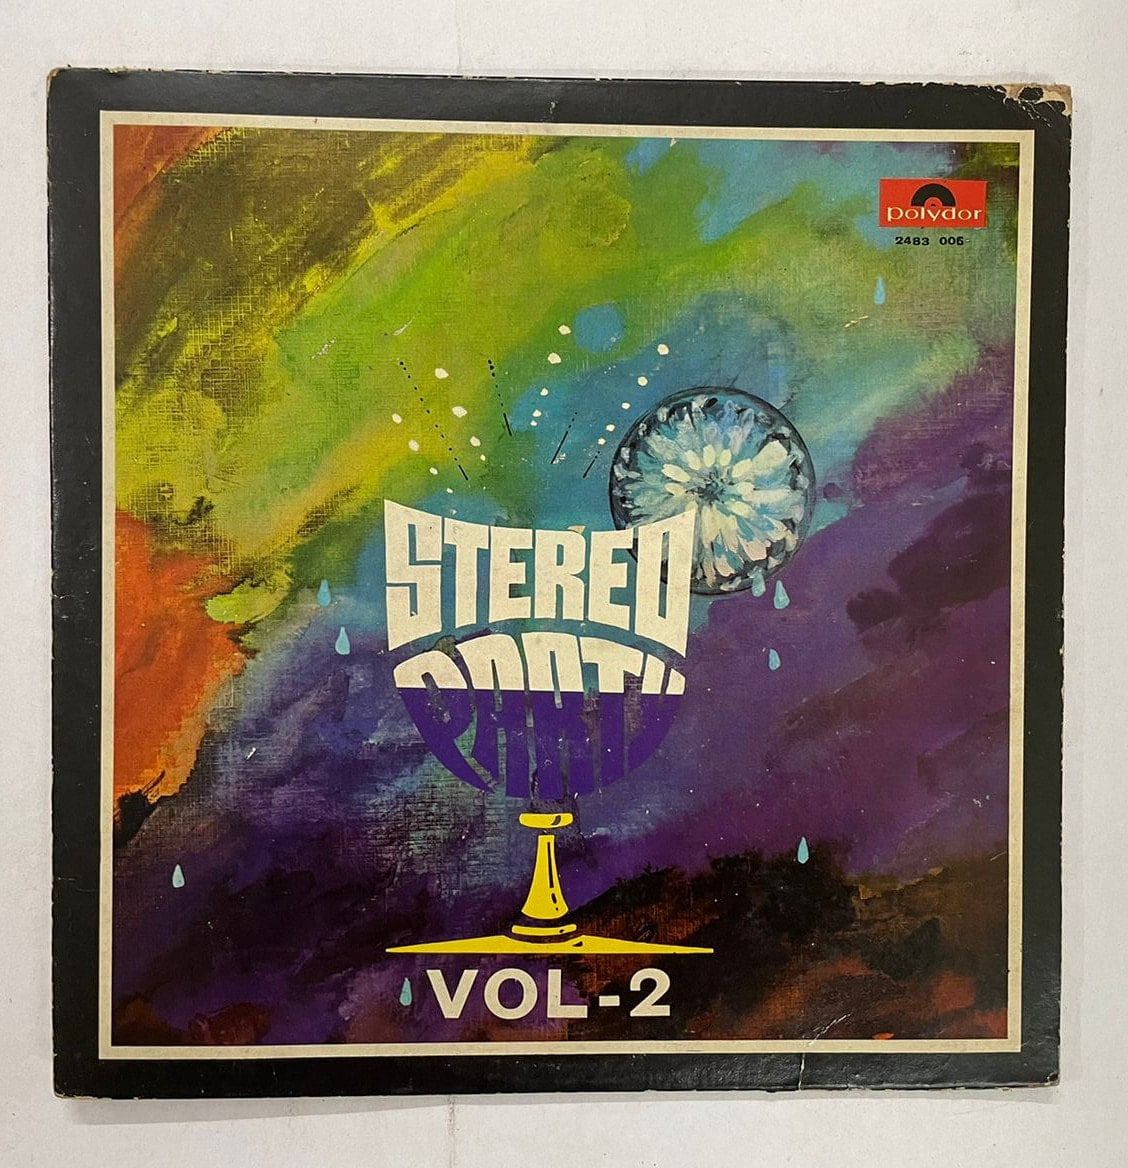 polydor
2483 005
STEREO
PARTY
VOL-2